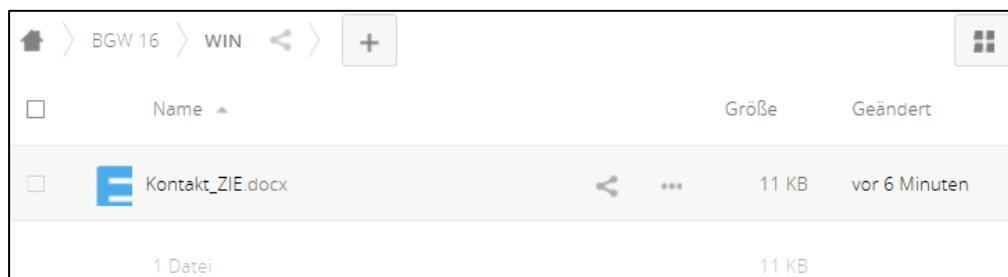 BGW 16 WIN +
Name Größe Geändert
Kontakt_ZIE.docx ... 11 KB vor 6 Minuten
1 Datei 11 KB